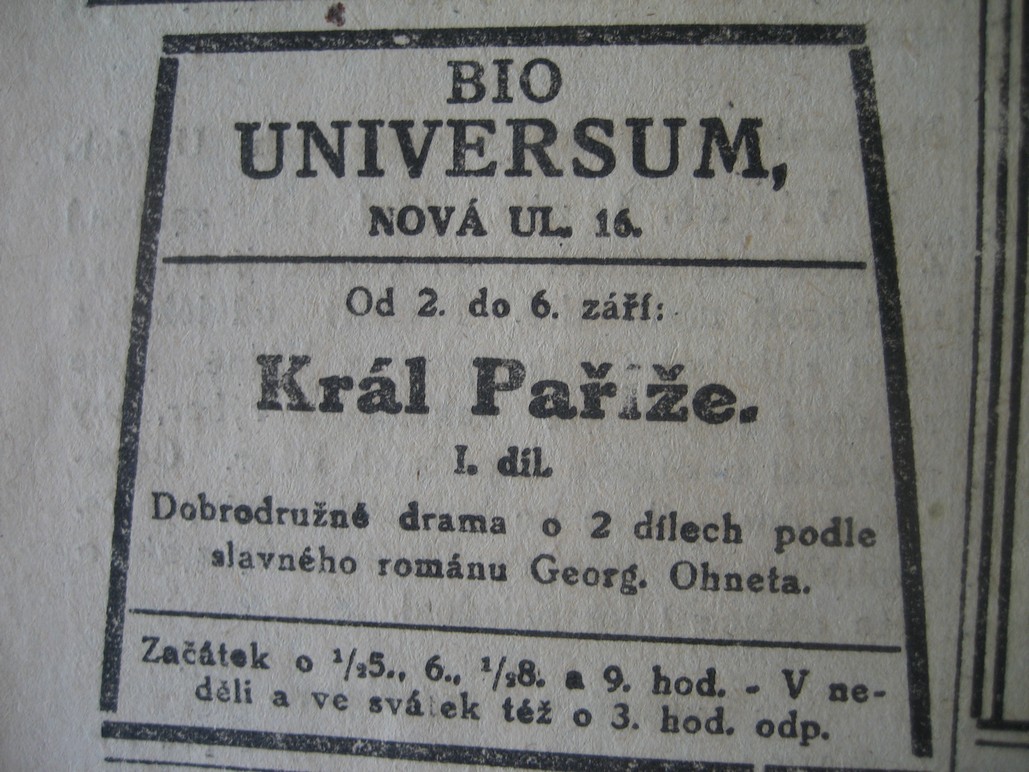 BIO
UNIVERSUM,
NOVÁ UL. 16.
Od 2. do 6. září:
Král Paříže.
I. díl.
Dobrodružné drama o 2 dílech podle
slavného románu Georg. Ohneta.
Začátek o 1/25., 6., 1/28. a 9. hod. - V ne-
děli a ve svátek též o 3. hod. odp.